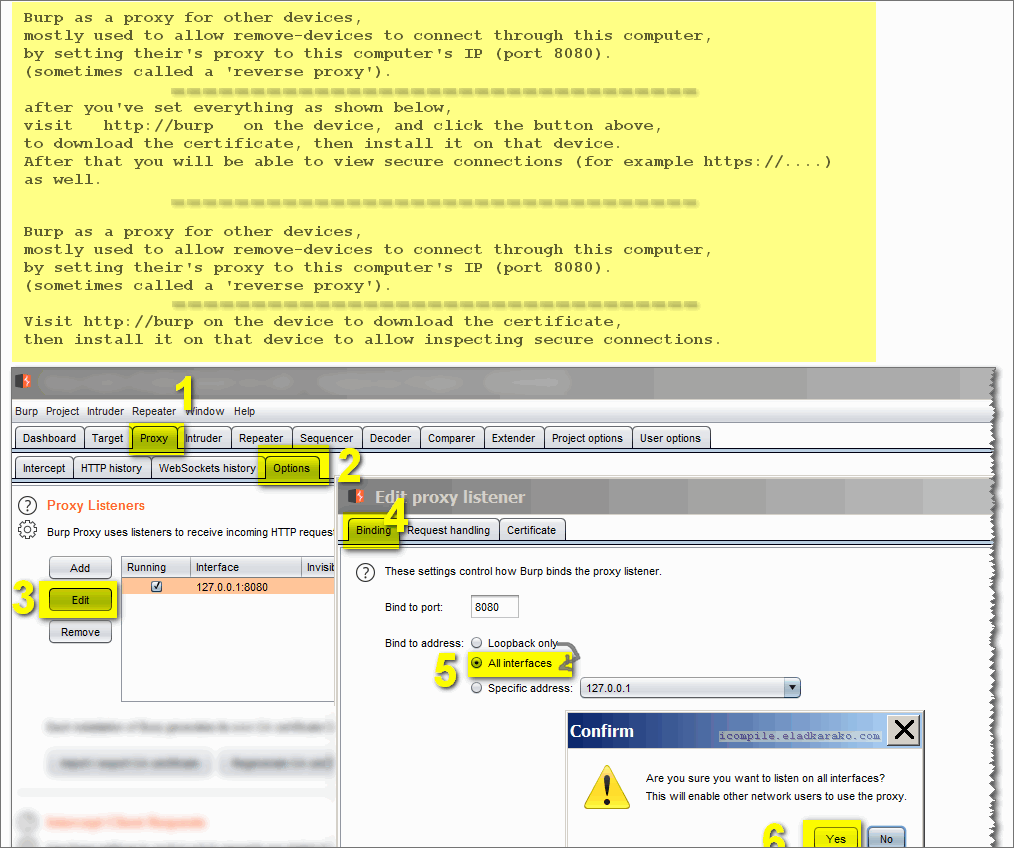 Burp as a proxy for other devices,
mostly used to allow remove-devices to connect through this computer,
by setting their's proxy to this computer's IP (port 8080).
(sometimes called a 'reverse proxy').
after you've set everything as shown below,
visit http://burp on the device, and click the button above,
to download the certificate, then install it on that device.
After that you will be able to view secure connections (for example https://....)
as well.
Burp as a proxy for other devices,
mostly used to allow remove-devices to connect through this computer,
by setting their's proxy to this computer's IP (port 8080).
(sometimes called a 'reverse proxy').
Visit http://burp on the device to download the certificate,
then install it on that device to allow inspecting secure connections.
1
Burp Project Intruder Repeater Window Help
Dashboard Target Proxy Intruder Repeater Sequencer Decoder Comparer Extender Project options User options
Intercept HTTP history WebSockets history Options 2
? Proxy Listeners
Burp Proxy uses listeners to receive incoming HTTP reques
Add
Running Interface Invisib
127.0.0.1:8080
3 Edit
Remove
Edit proxy listener
4
Binding Request handling Certificate
? These settings control how Burp binds the proxy listener.
Bind to port: 8080
Bind to address: Loopback only
5 All interfaces
Specific address: 127.0.0.1
Confirm icompile.eladkarako.com
Are you sure you want to listen on all interfaces?
This will enable other network users to use the proxy.
6 Yes No